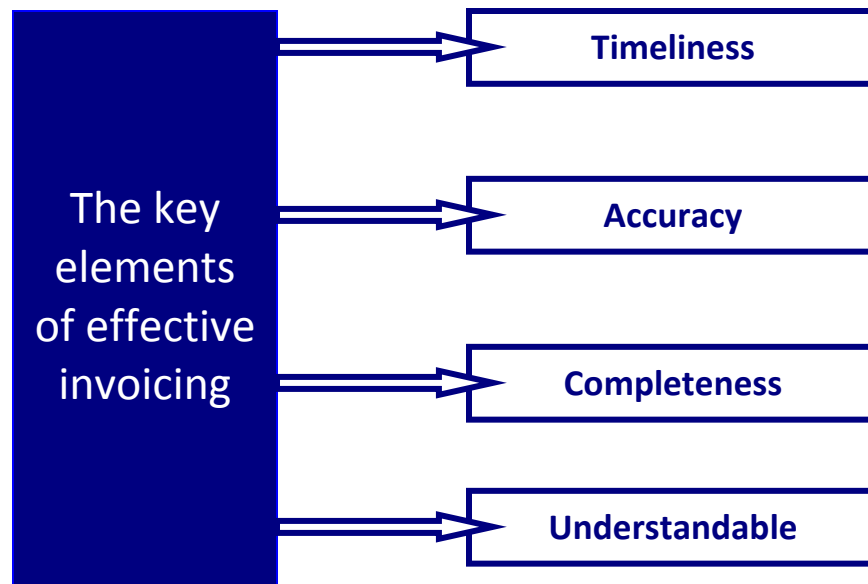 The key
elements
of effective
invoicing
Timeliness
Accuracy
Completeness
Understandable